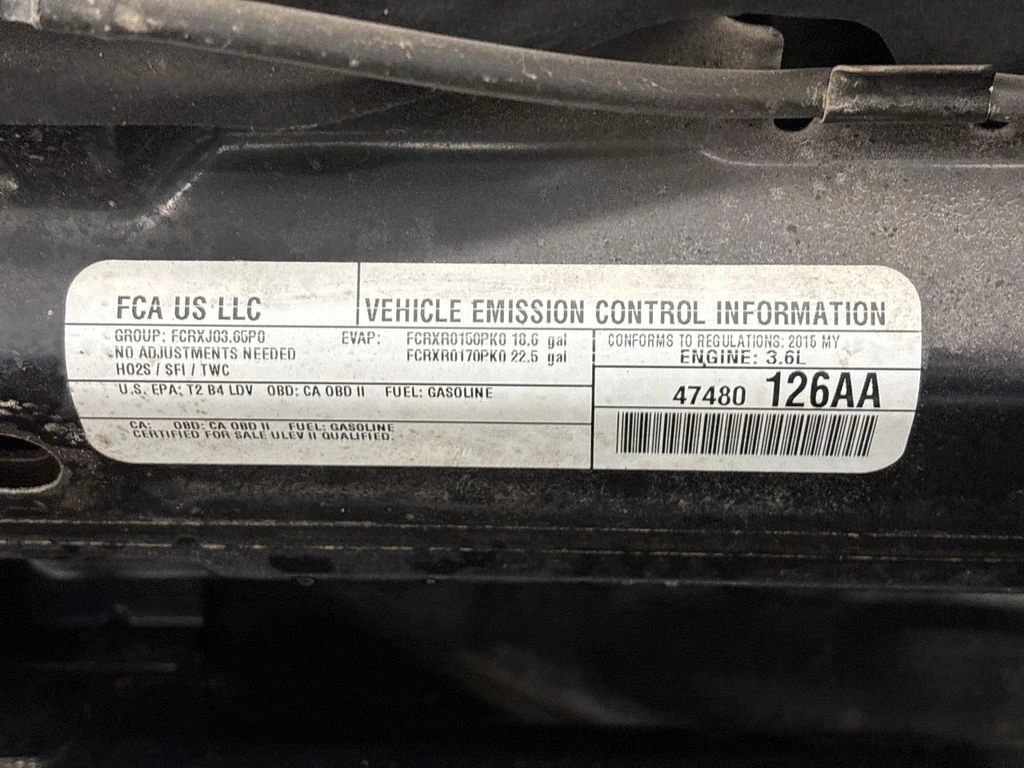 FCA US LLC
VEHICLE EMISSION CONTROL INFORMATION
GROUP: FCRXJ03.65P0
NO ADJUSTMENTS NEEDED
HO2S / SFI / TWC
EVAP: FCRXR0150PK0 18.6 gal
FCRXR0170PK0 22.5 gal
CONFORMS TO REGULATIONS: 2015 MY
ENGINE: 3.6L
U.S. EPA: T2 B4 LDV OBD: CA OBD II FUEL: GASOLINE
47480 126AA
CA: OBD: CA OBD II FUEL: GASOLINE
CERTIFIED FOR SALE ULEV II QUALIFIED.